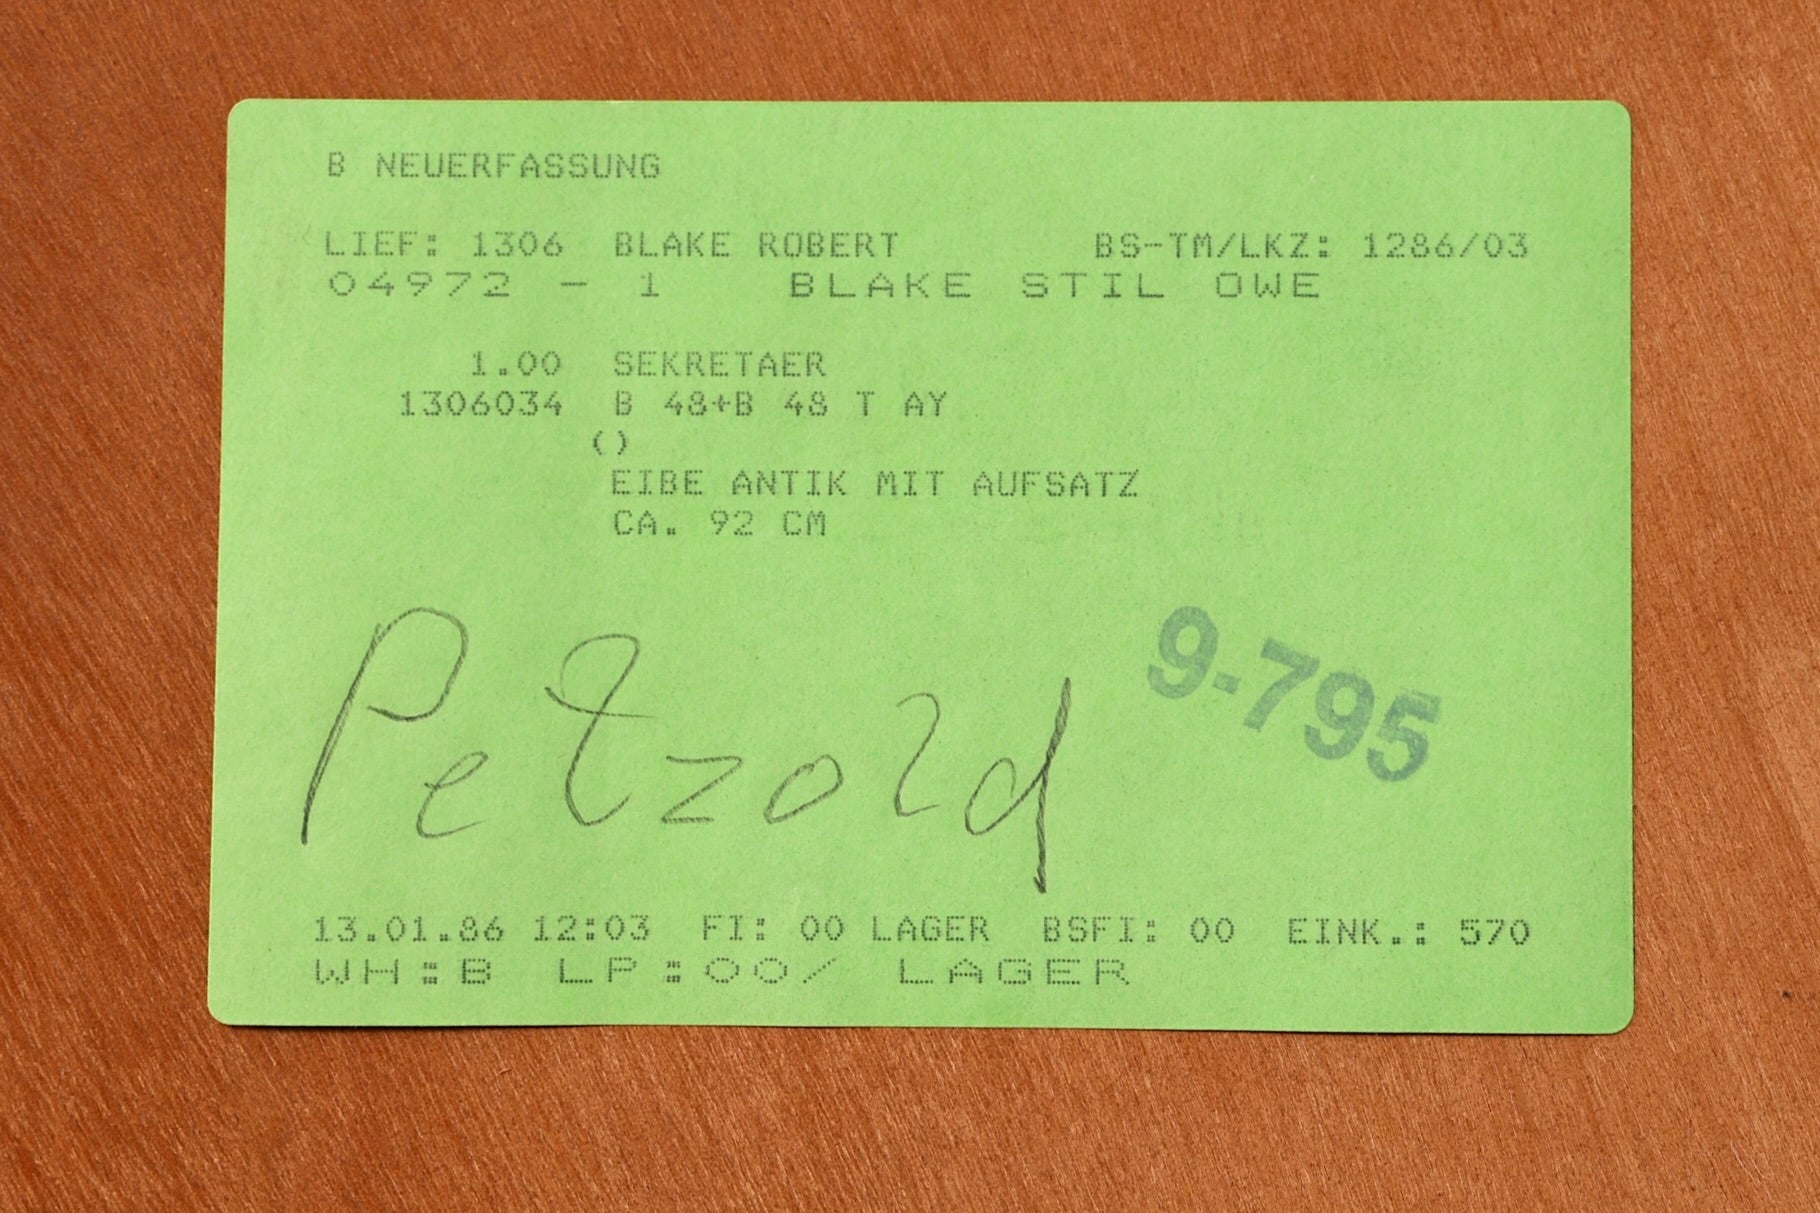 B NEUERFASSUNG
LIEF: 1306 BLAKE ROBERT BS-TM/LKZ: 1286/03
04972 - 1 BLAKE STIL OWE
1.00 SEKRETAER
1306034 B 48+B 48 T AY
()
EIBE ANTIK MIT AUFSATZ
CA. 92 CM
Petzold
9-795
13.01.86 12:03 FI: 00 LAGER BSFI: 00 EINK.: 570
WH:B LP:00/ LAGER